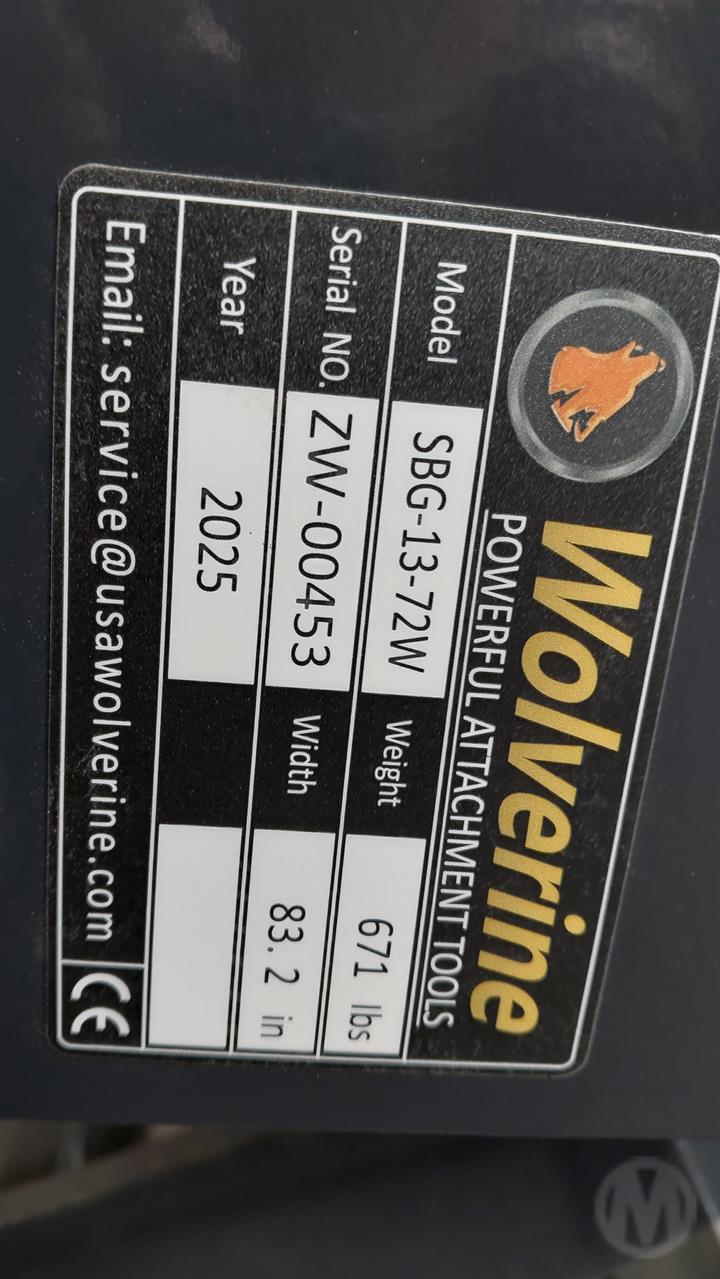 Wolverine
POWERFUL ATTACHMENT TOOLS
Model SBG-13-72W Weight 671 lbs
Serial NO. ZW-00453 Width 83.2 in
Year 2025
Email: service@usawolverine.com CE
M